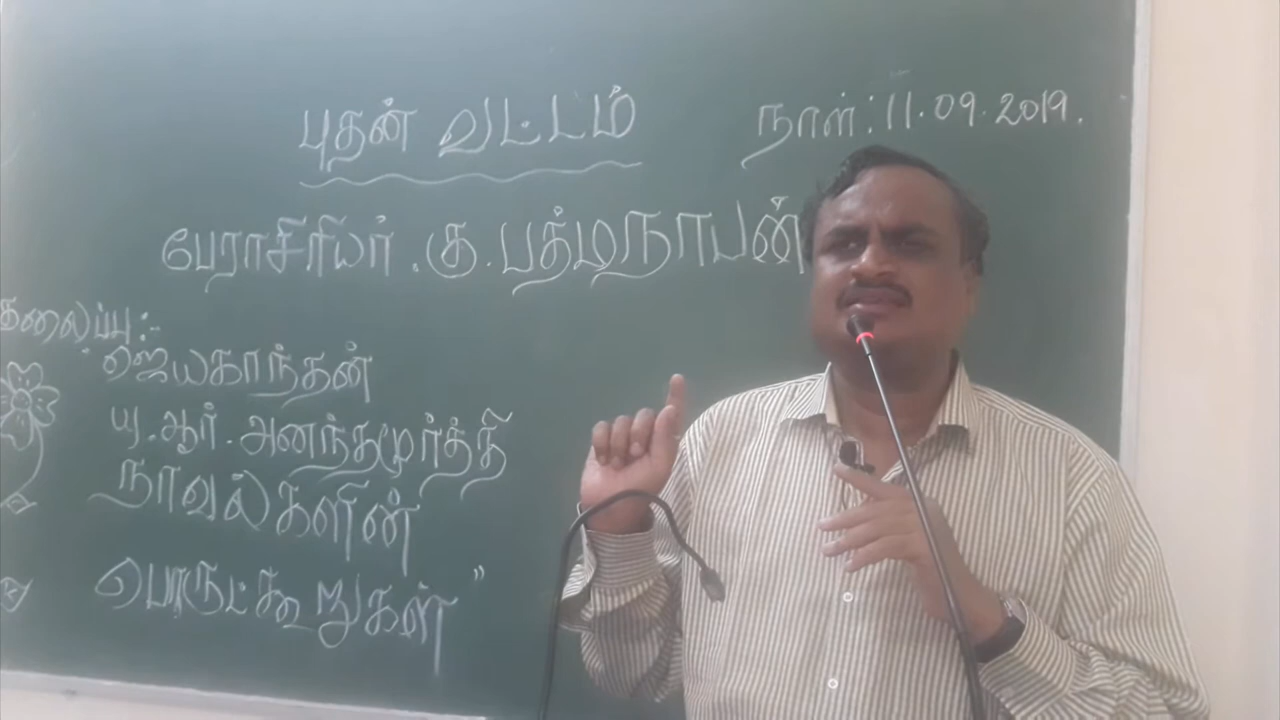 புதன் வட்டம்
நாள்: 11.09.2019.
பேராசிரியர். கு. பத்மநாபன்
தலைப்பு:-
ஜெயகாந்தன்
யு. ஆர். அனந்தமூர்த்தி
நாவல்களின்
பொருட்கூறுகள்"